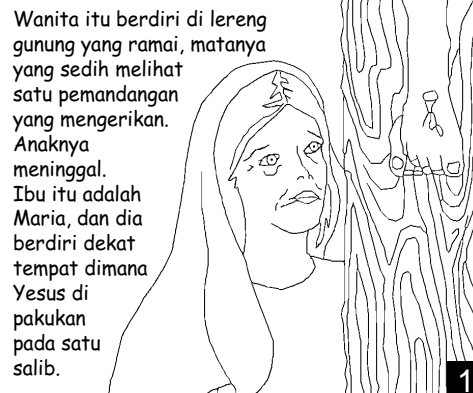 Wanita itu berdiri di lereng
gunung yang ramai, matanya
yang sedih melihat
satu pemandangan
yang mengerikan.
Anaknya
meninggal.
Ibu itu adalah
Maria, dan dia
berdiri dekat
tempat dimana
Yesus di
pakukan
pada satu
salib.
1